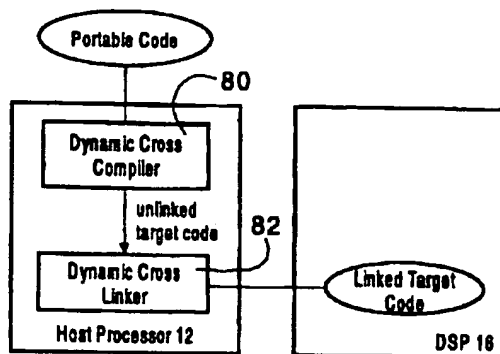 Portable Code
80
Dynamic Cross
Compiler
unlinked
target code
82
Dynamic Cross
Linker
Linked Target
Code
Host Processor 12
DSP 16